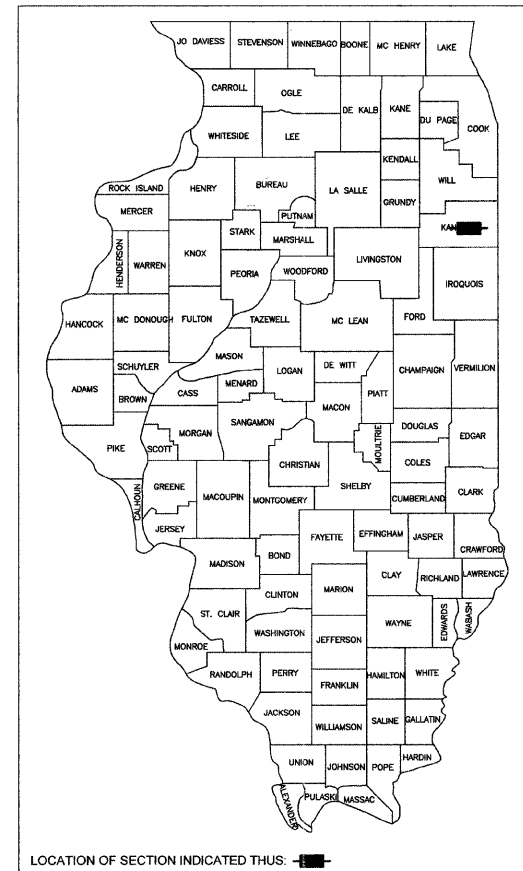 JO DAVIESS STEVENSON WINNEBAGO BOONE MC HENRY LAKE
CARROLL OGLE DE KALB KANE DU PAGE COOK
WHITESIDE LEE KENDALL WILL
ROCK ISLAND HENRY BUREAU LA SALLE GRUNDY
MERCER PUTNAM
HENDERSON WARREN KNOX STARK MARSHALL LIVINGSTON
PEORIA WOODFORD IROQUOIS
HANCOCK MC DONOUGH FULTON TAZEWELL MC LEAN FORD
MASON
SCHUYLER LOGAN DE WITT CHAMPAIGN VERMILION
ADAMS BROWN CASS MENARD PIATT
MACON
PIKE SCOTT MORGAN SANGAMON MOULTRIE DOUGLAS EDGAR
CHRISTIAN COLES
CALHOUN GREENE MACOUPIN MONTGOMERY SHELBY CUMBERLAND CLARK
JERSEY FAYETTE EFFINGHAM JASPER CRAWFORD
MADISON BOND
CLAY RICHLAND LAWRENCE
CLINTON MARION
ST. CLAIR WAYNE EDWARDS WABASH
WASHINGTON JEFFERSON
MONROE
RANDOLPH PERRY FRANKLIN HAMILTON WHITE
JACKSON WILLIAMSON SALINE GALLATIN
UNION JOHNSON POPE HARDIN
ALEXANDER PULASKI MASSAC
LOCATION OF SECTION INDICATED THUS: